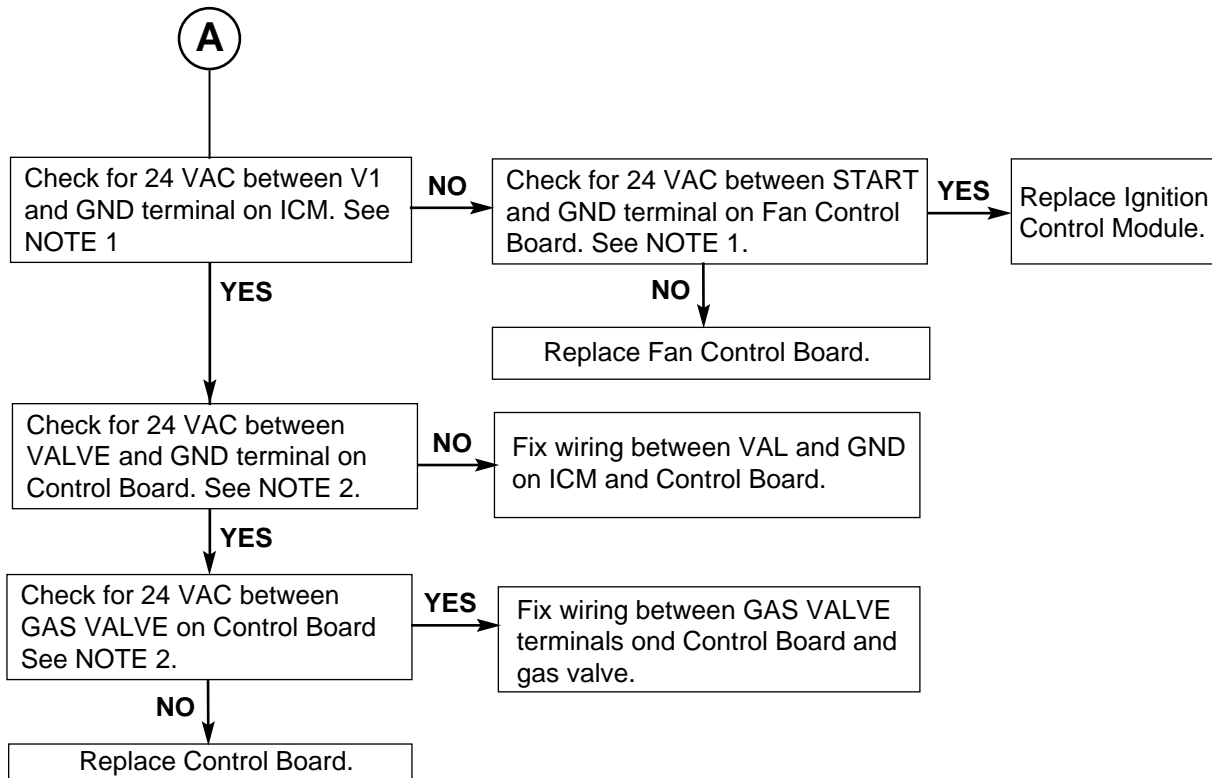 A
Check for 24 VAC between V1
and GND terminal on ICM. See
NOTE 1
NO
Check for 24 VAC between START
and GND terminal on Fan Control
Board. See NOTE 1.
YES
Replace Ignition
Control Module.
YES
NO
Replace Fan Control Board.
Check for 24 VAC between
VALVE and GND terminal on
Control Board. See NOTE 2.
NO
Fix wiring between VAL and GND
on ICM and Control Board.
YES
Check for 24 VAC between
GAS VALVE on Control Board
See NOTE 2.
YES
Fix wiring between GAS VALVE
terminals ond Control Board and
gas valve.
NO
Replace Control Board.